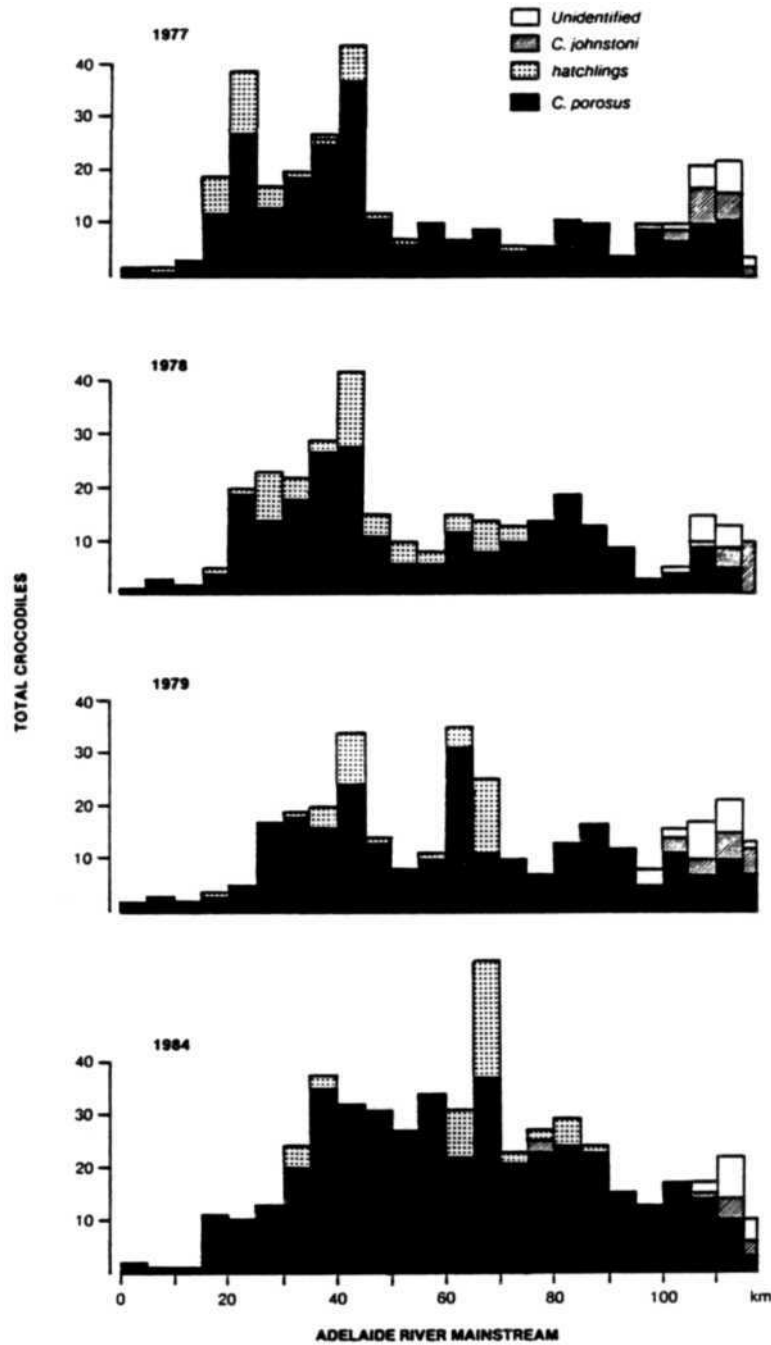 Unidentified
C. johnstoni
hatchlings
C. porosus
1977
40
30
20
10
1978
40
30
20
10
1979
40
30
20
10
1984
40
30
20
10
0 20 40 60 80 100 km
TOTAL CROCODILES
ADELAIDE RIVER MAINSTREAM